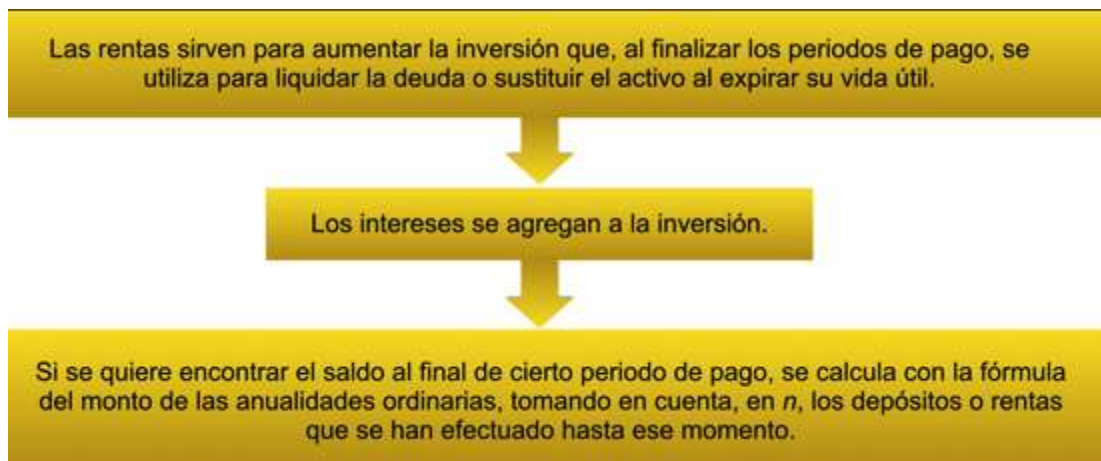 Las rentas sirven para aumentar la inversión que, al finalizar los periodos de pago, se
utiliza para liquidar la deuda o sustituir el activo al expirar su vida útil.
Los intereses se agregan a la inversión.
Si se quiere encontrar el saldo al final de cierto periodo de pago, se calcula con la fórmula
del monto de las anualidades ordinarias, tomando en cuenta, en n, los depósitos o rentas
que se han efectuado hasta ese momento.